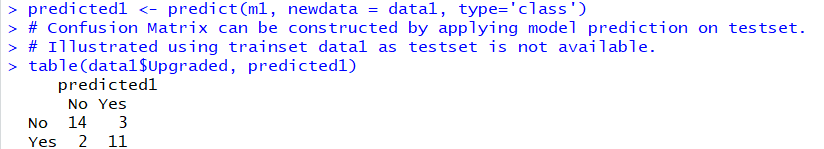 > predicted1 <- predict(m1, newdata = data1, type='class')
> # Confusion Matrix can be constructed by applying model prediction on testset.
> # Illustrated using trainset data1 as testset is not available.
> table(data1$Upgraded, predicted1)
     predicted1
      No Yes
  No  14   3
  Yes  2  11